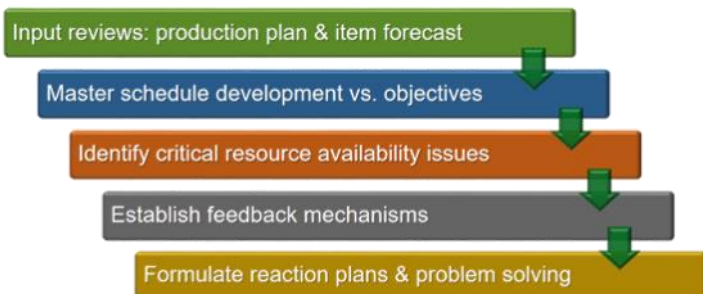 Input reviews: production plan & item forecast
Master schedule development vs. objectives
Identify critical resource availability issues
Establish feedback mechanisms
Formulate reaction plans & problem solving